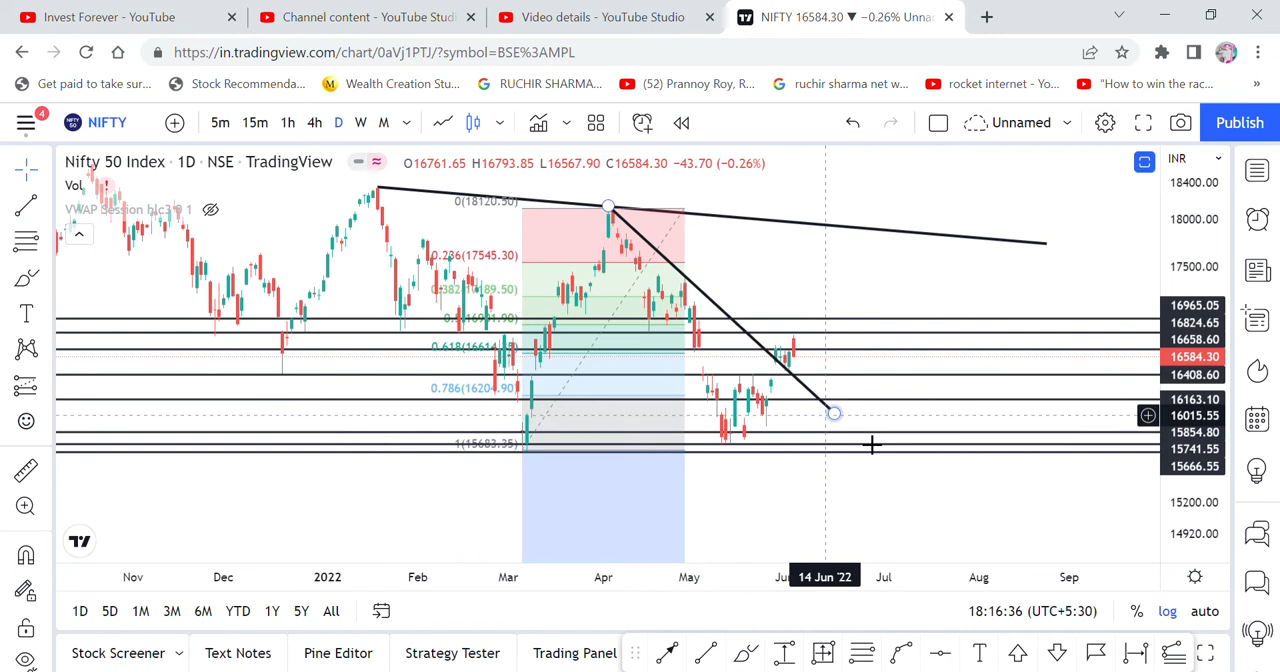 Invest Forever - YouTube
Channel content - YouTube Studi
Video details - YouTube Studio
NIFTY 16584.30 ▼ −0.26% Unna
in.tradingview.com/chart/0aVj1PTJ/?symbol=BSE%3AMPL
Get paid to take sur...
Stock Recommenda...
Wealth Creation Stu...
RUCHIR SHARMA...
(52) Prannoy Roy, R...
ruchir sharma net w...
rocket internet - Yo...
"How to win the rac...
»
4
NIFTY
5m 15m 1h 4h D W M
Unnamed
Publish
Nifty 50 Index · 1D · NSE · TradingView
O16761.65 H16793.85 L16567.90 C16584.30 −43.70 (−0.26%)
INR
Vol
VWAP Session hlc3 0 1
18400.00
0(18120.50)
18000.00
0.236(17545.30)
17500.00
16965.05
16824.65
16658.60
0.618(16614
16584.30
16408.60
0.786(16204.90)
16163.10
16015.55
15854.80
1(15683.35)
15741.55
15666.55
15200.00
14920.00
Nov Dec 2022 Feb Mar Apr May 14 Jun '22 Jul Aug Sep
1D 5D 1M 3M 6M YTD 1Y 5Y All
18:16:36 (UTC+5:30) % log auto
Stock Screener Text Notes Pine Editor Strategy Tester Trading Panel